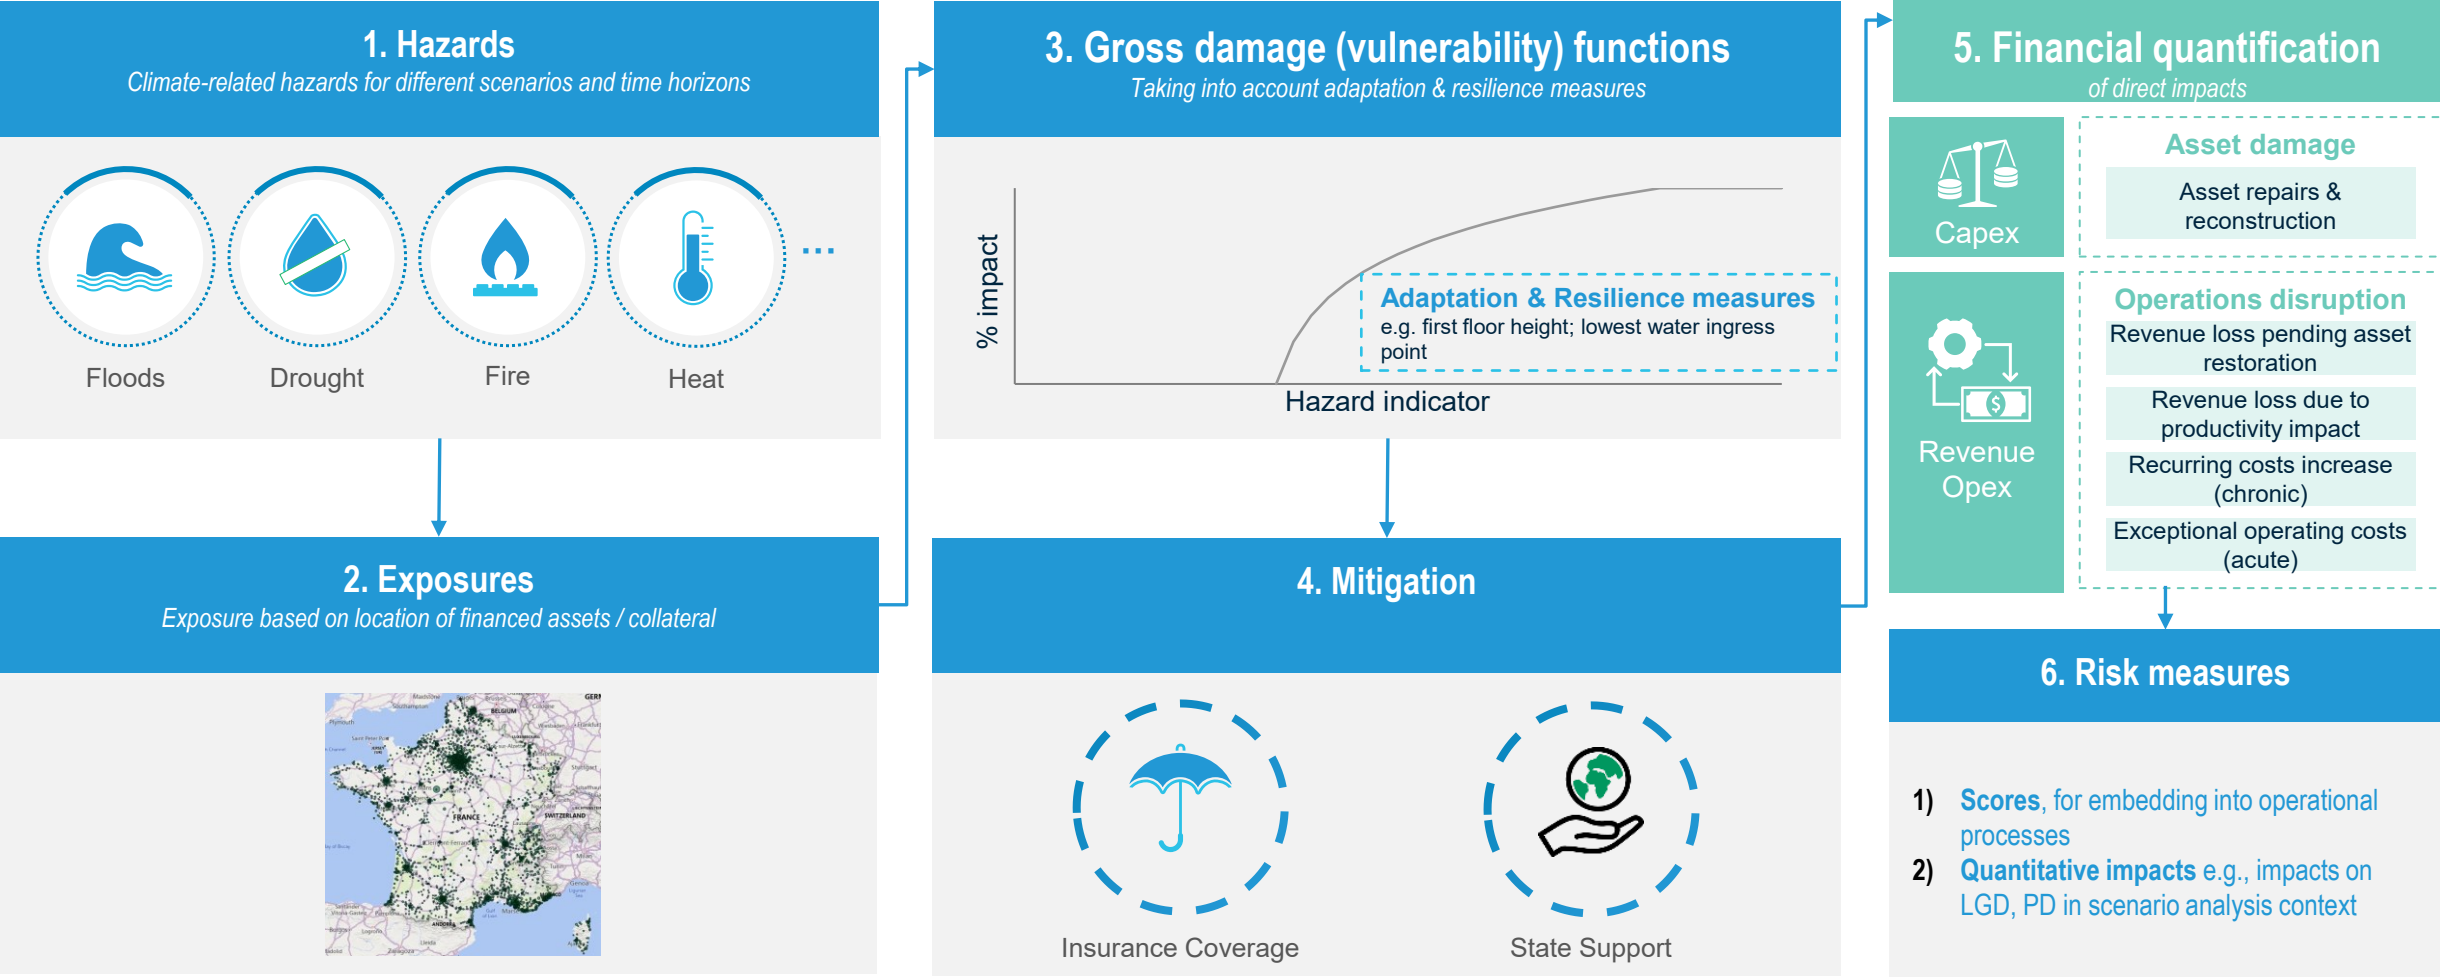 1. Hazards
Climate-related hazards for different scenarios and time horizons
Floods
Drought
Fire
Heat
...
2. Exposures
Exposure based on location of financed assets / collateral
BELGIUM
FRANCE
SWITZERLAND
3. Gross damage (vulnerability) functions
Taking into account adaptation & resilience measures
% impact
Adaptation & Resilience measures
e.g. first floor height; lowest water ingress
point
Hazard indicator
4. Mitigation
Insurance Coverage
State Support
5. Financial quantification
of direct impacts
Capex
Asset damage
Asset repairs &
reconstruction
Revenue
Opex
$
Operations disruption
Revenue loss pending asset
restoration
Revenue loss due to
productivity impact
Recurring costs increase
(chronic)
Exceptional operating costs
(acute)
6. Risk measures
1) Scores, for embedding into operational
processes
2) Quantitative impacts e.g., impacts on
LGD, PD in scenario analysis context